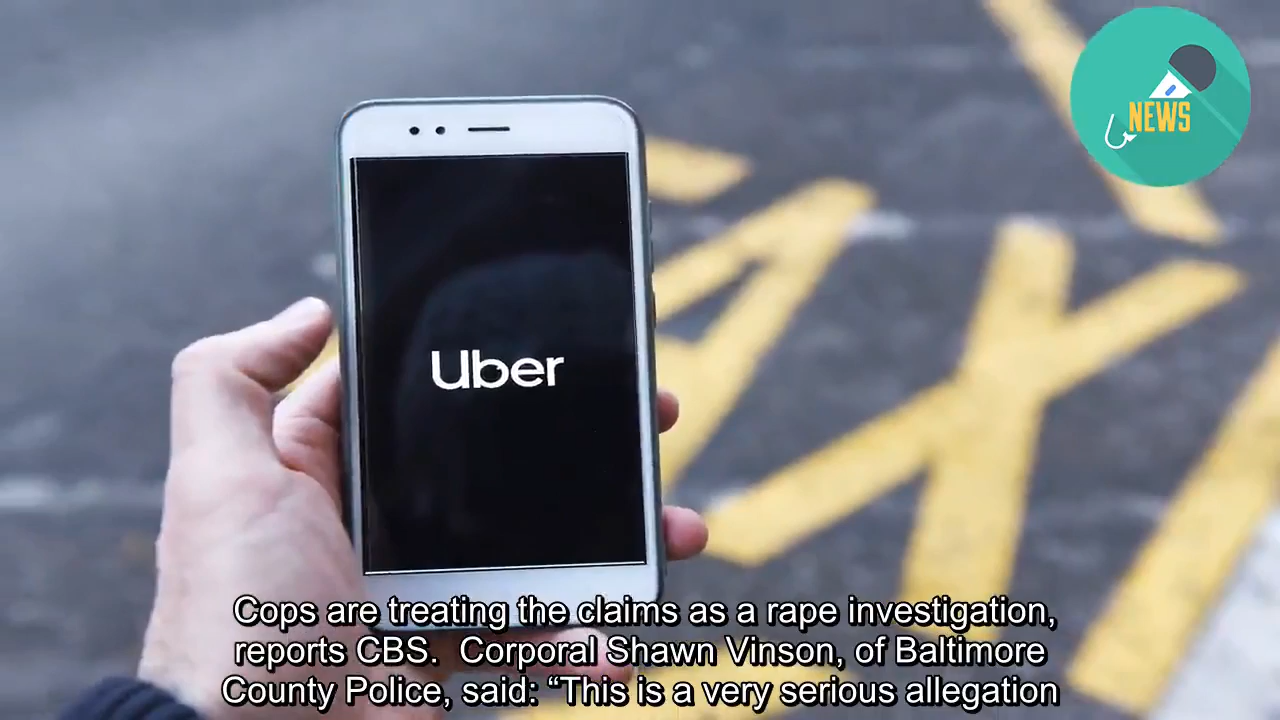 NEWS
Uber
Cops are treating the claims as a rape investigation,
reports CBS.  Corporal Shawn Vinson, of Baltimore
County Police, said: “This is a very serious allegation